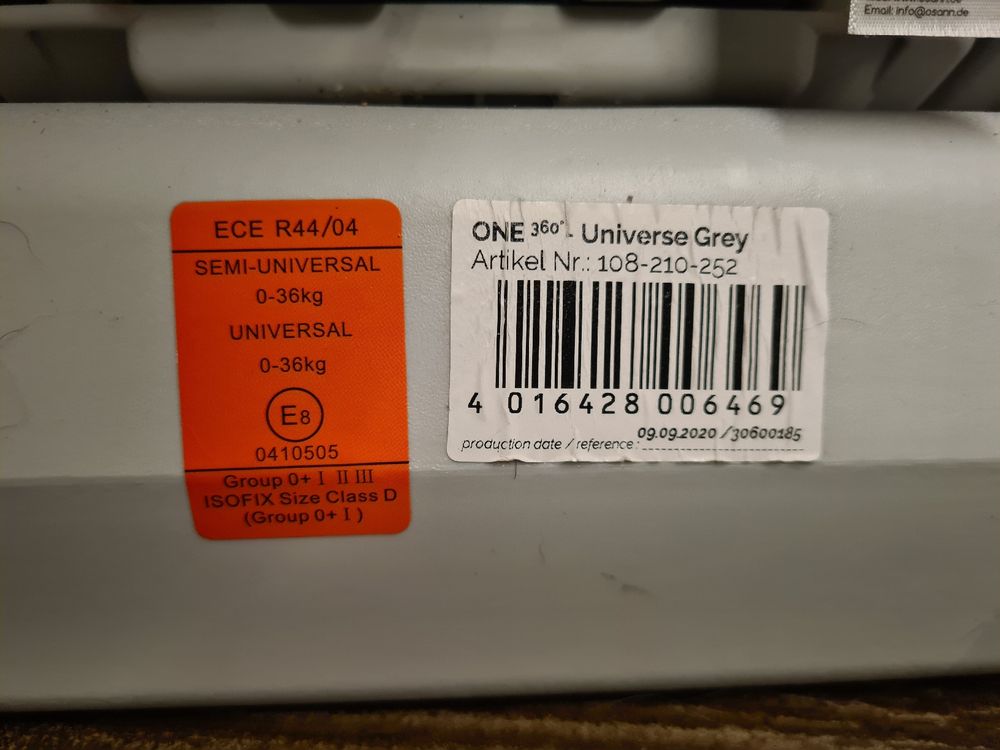 Email: info@osann.de
ECE R44/04
SEMI-UNIVERSAL
0-36kg
UNIVERSAL
0-36kg
E8
0410505
Group 0+ I II III
ISOFIX Size Class D
(Group 0+ I)
ONE 360°- Universe Grey
Artikel Nr.: 108-210-252
4 016428 006469
09.09.2020 /30600185
production date / reference: